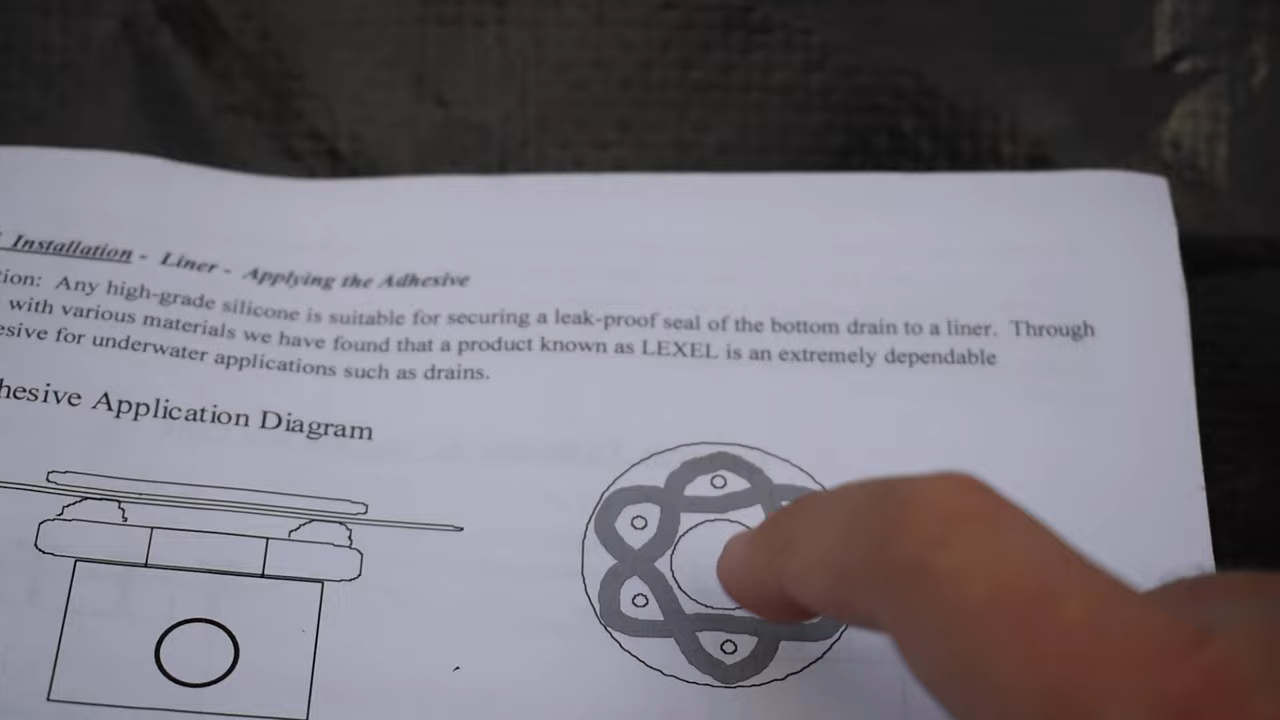 Installation - Liner - Applying the Adhesive
tion: Any high-grade silicone is suitable for securing a leak-proof seal of the bottom drain to a liner. Through
with various materials we have found that a product known as LEXEL is an extremely dependable
esive for underwater applications such as drains.
hesive Application Diagram